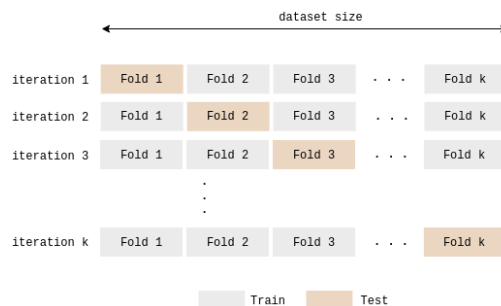 dataset size
iteration 1 Fold 1 Fold 2 Fold 3 . . . Fold k
iteration 2 Fold 1 Fold 2 Fold 3 . . . Fold k
iteration 3 Fold 1 Fold 2 Fold 3 . . . Fold k
.
.
.
iteration k Fold 1 Fold 2 Fold 3 . . . Fold k
Train Test